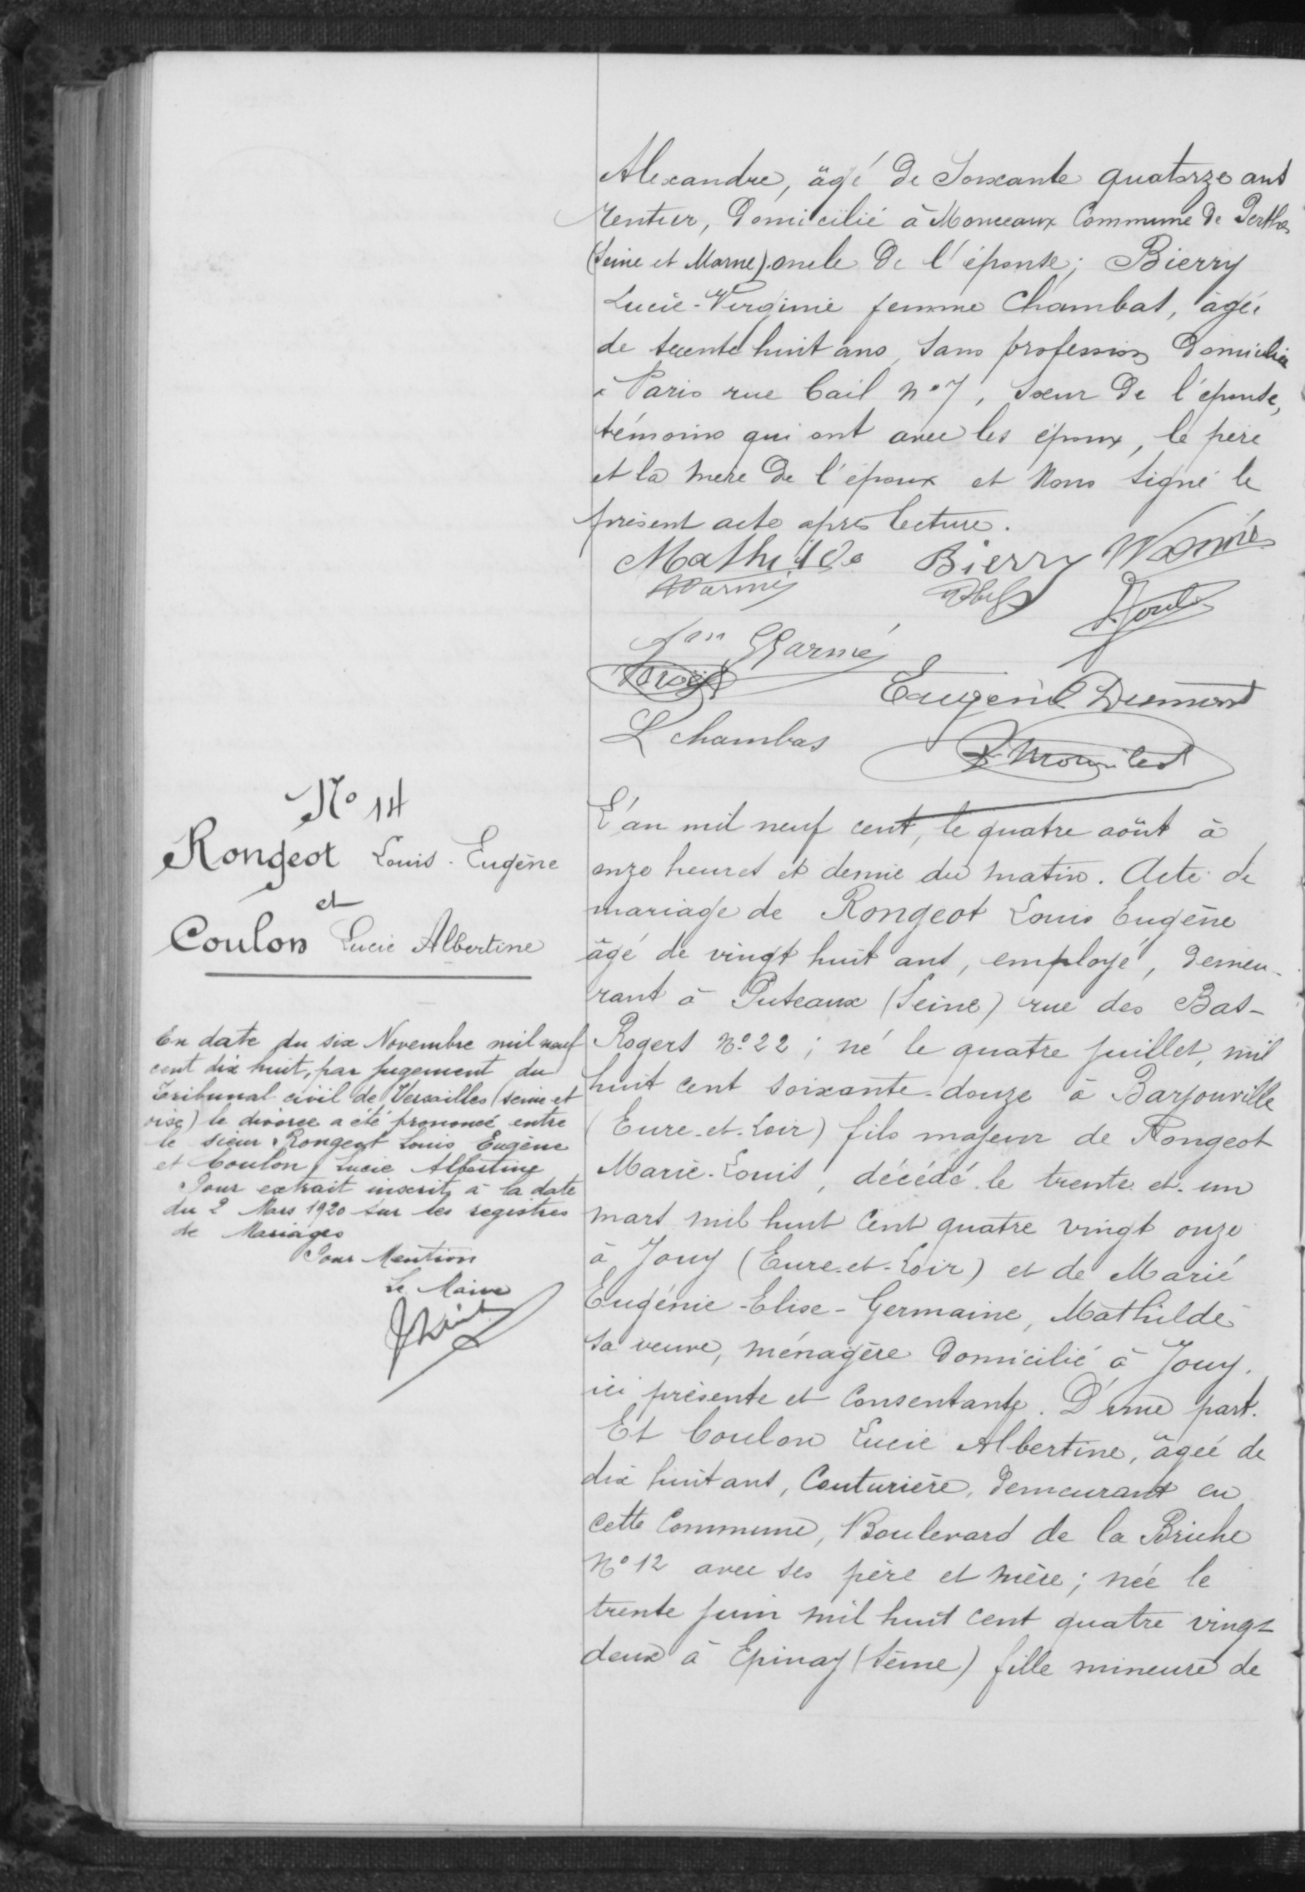 Alexandre, âgé de Soixante quatorze ans
rentier, domicilié à Monceaux Commune de Perthes
(Seine et Marne) oncle de l'épouse; Bierry
Lucie-Virginie femme Chambas, âgée
de trente huit ans, sans profession domiciliée
à Paris rue Cail n° 7, soeur de l'épouse,
témoins qui ont avec les époux, le père
et la mère de l'époux et Nous signé le
présent acte après lecture.
Mathilde Bierry
Eugène Dumont
L Chambas
N° 14
Rongeot Louis-Eugène
et
Coulon Lucie Albertine
En date du six Novembre mil neuf
cent dix huit, par jugement du
Tribunal civil de Versailles (seine et
oise) le divorce a été prononcé entre
le sieur Rongeot Louis Eugène
et Coulon Lucie Albertine
Pour extrait inscrit à la date
du 2 Mars 1920 sur les registres
de Mariages
Pour Mention
Le Maire
L'an mil neuf cent, le quatre août à
onze heures et demie du matin. Acte de
mariage de Rongeot Louis Eugène
âgé de vingt huit ans, employé, demeu-
rant à Puteaux (Seine) rue des Bas-
Rogers N° 22; né le quatre juillet, mil
huit cent soixante-douze à Barjouville
(Eure-et-Loir) fils majeur de Rongeot
Marie-Louis, décédé le trente et un
mars mil huit cent quatre vingt onze
à Jouy (Eure-et-Loir) et de Marié
Eugénie-Elise-Germaine, Mathilde
sa veuve, ménagère domicilié à Jouy.
ici présente et consentante. D'une part.
Et Coulon Lucie Albertine, âgée de
dix huit ans, Couturière, demeurant en
cette Commune, Boulevard de la Briche
N° 12 avec ses père et mère; née le
trente juin mil huit cent quatre vingt
deux à Epinay (Seine) fille mineure de